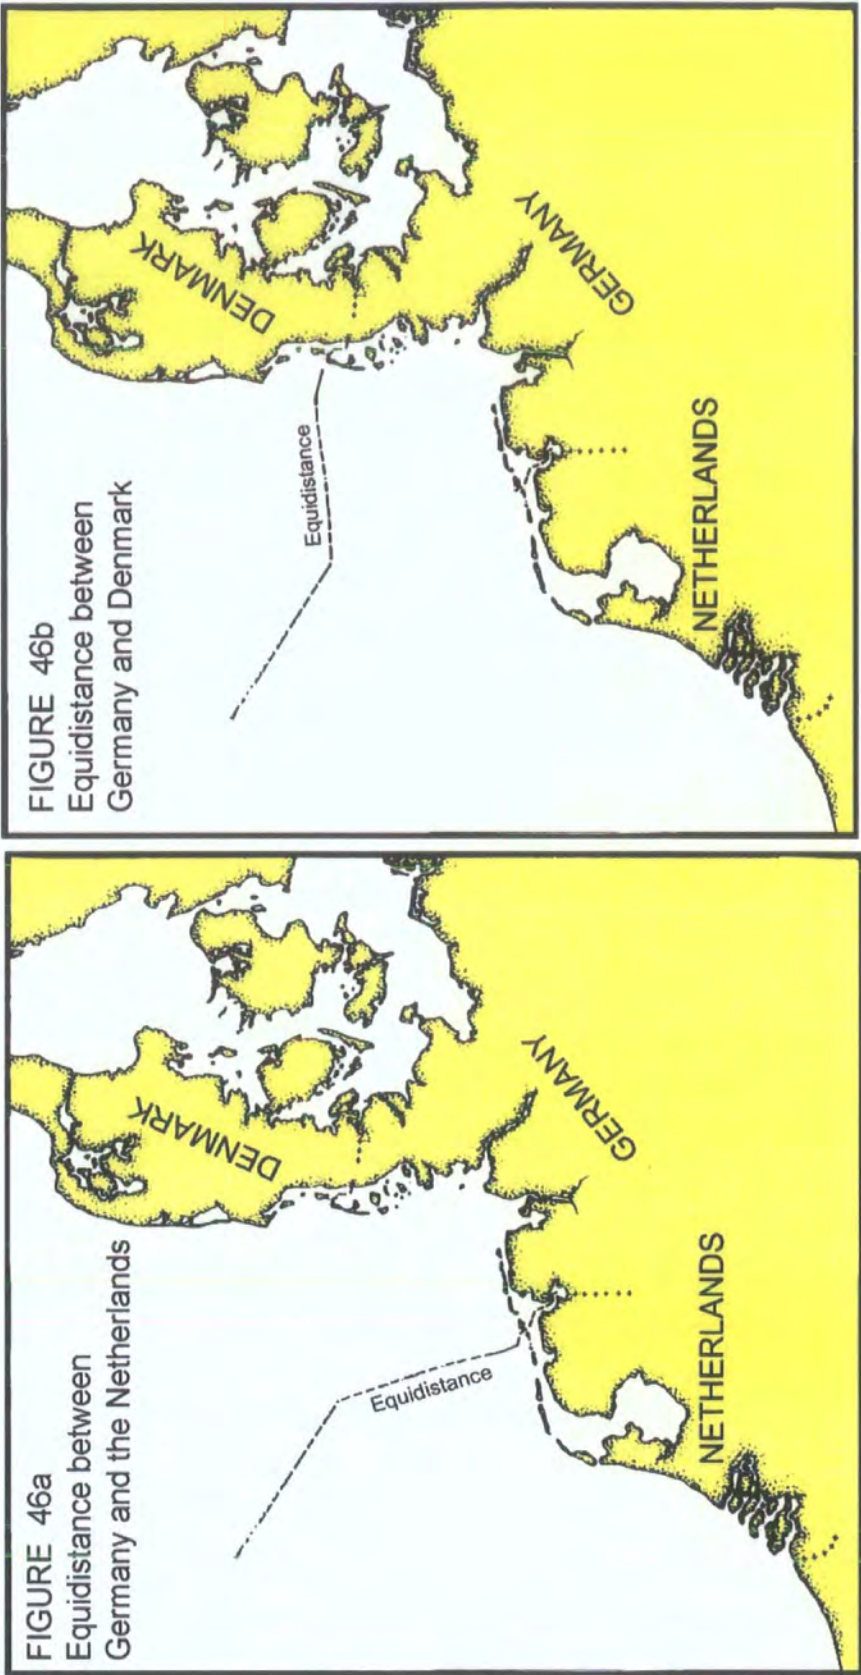 FIGURE 46a
Equidistance between
Germany and the Netherlands
DENMARK
Equidistance
GERMANY
NETHERLANDS
FIGURE 46b
Equidistance between
Germany and Denmark
DENMARK
Equidistance
GERMANY
NETHERLANDS